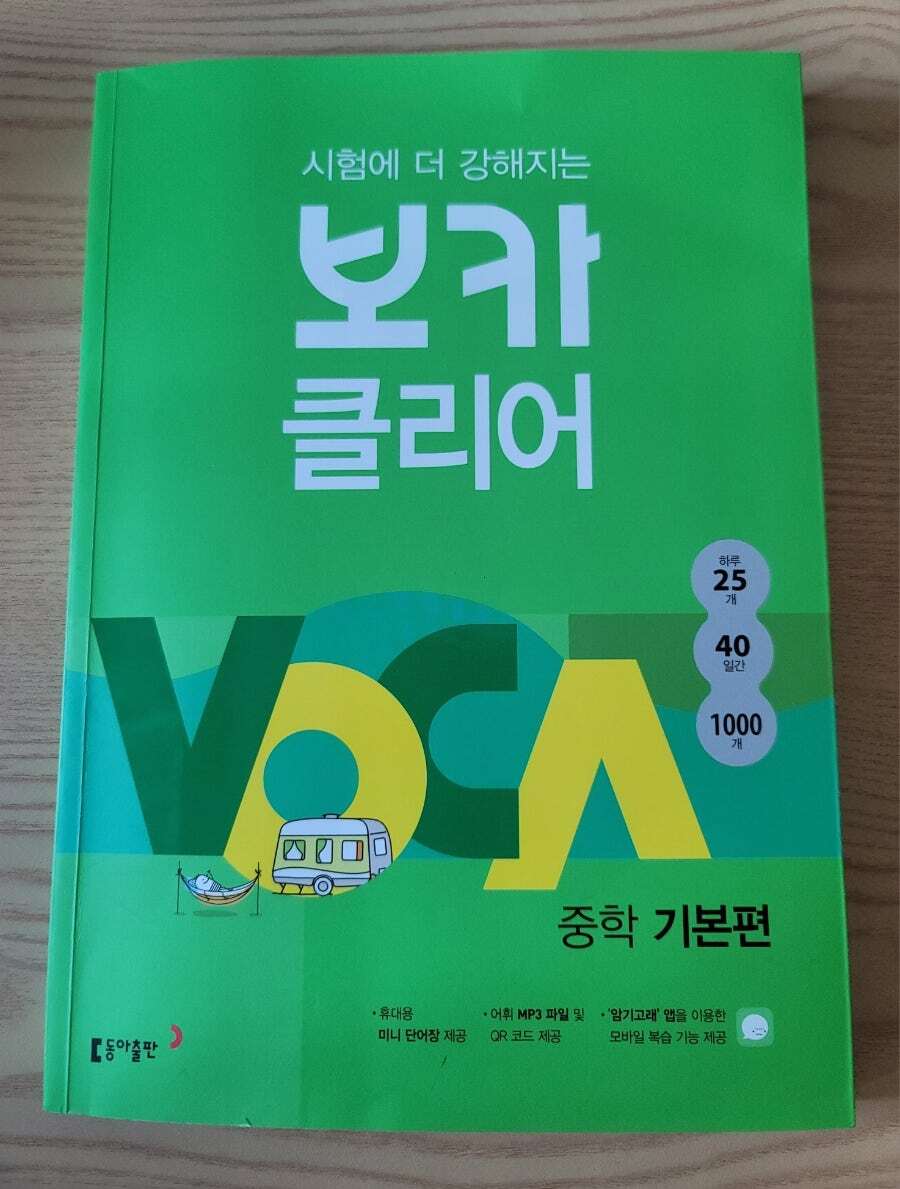 시험에 더 강해지는
보카
클리어
하루
25
개
40
일간
1000
개
VOCA
중학 기본편
• 휴대용
미니 단어장 제공
• 어휘 MP3 파일 및
QR 코드 제공
• '암기고래' 앱을 이용한
모바일 복습 기능 제공
동아출판